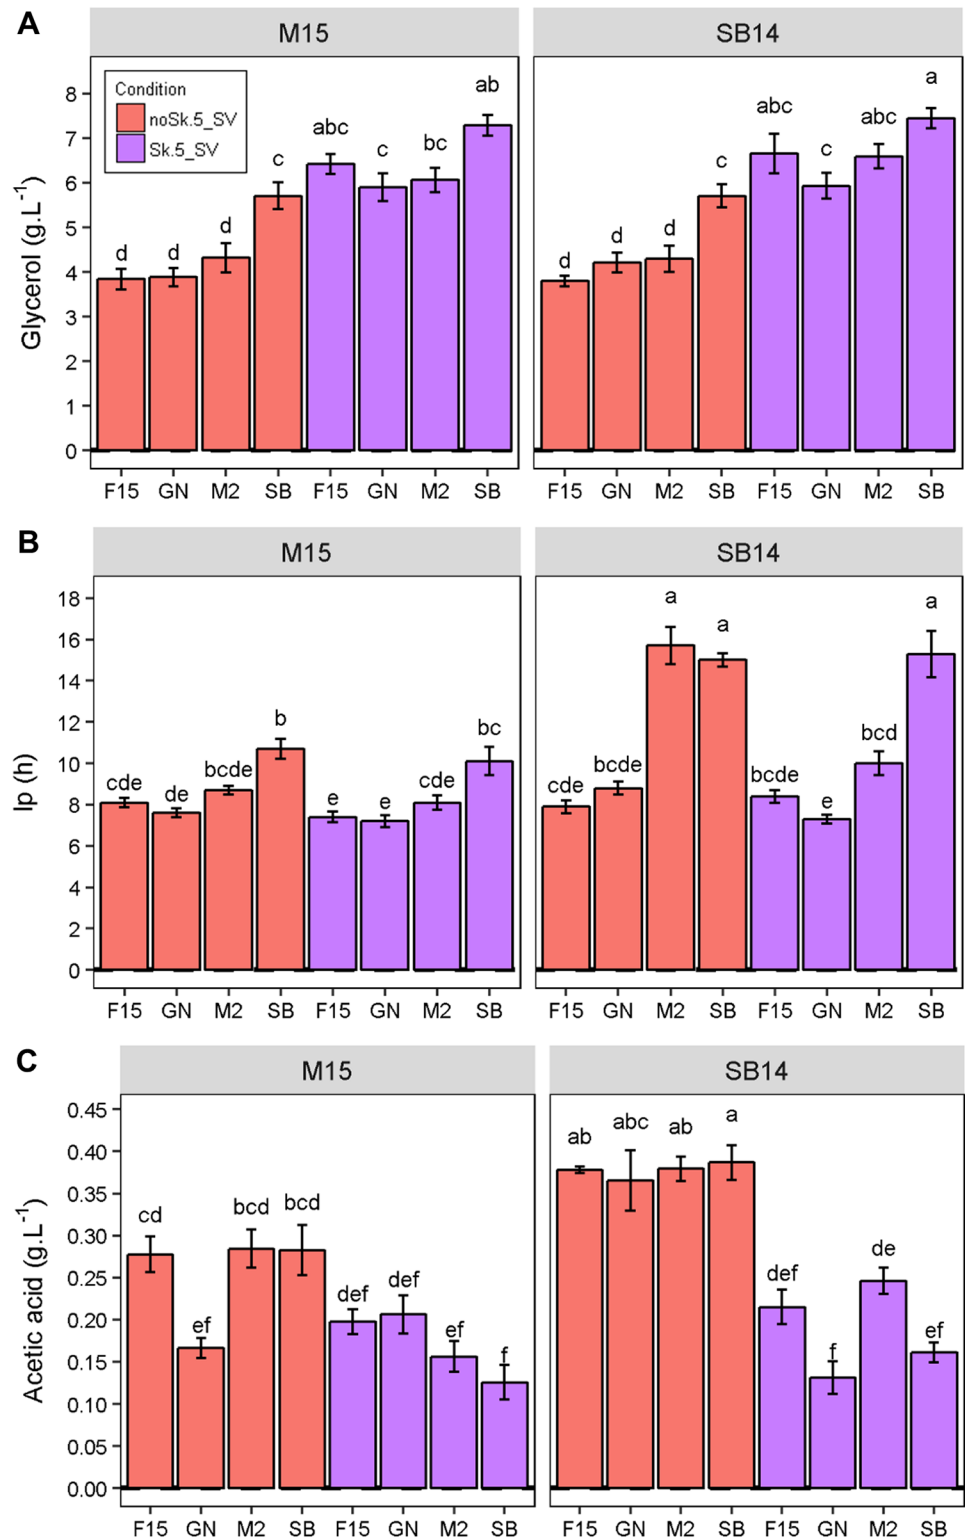 A
M15
SB14
Condition
noSk.5_SV
Sk.5_SV
Glycerol (g.L⁻¹)
8
7
6
5
4
3
2
1
0
d d d c abc c bc ab
d d d c abc c abc a
F15 GN M2 SB F15 GN M2 SB
F15 GN M2 SB F15 GN M2 SB
B
M15
SB14
lp (h)
18
16
14
12
10
8
6
4
2
0
cde de bcde b e e cde bc
cde bcde a a bcde e bcd a
F15 GN M2 SB F15 GN M2 SB
F15 GN M2 SB F15 GN M2 SB
C
M15
SB14
Acetic acid (g.L⁻¹)
0.45
0.40
0.35
0.30
0.25
0.20
0.15
0.10
0.05
0.00
cd ef bcd bcd def def ef f
ab abc ab a def f de ef
F15 GN M2 SB F15 GN M2 SB
F15 GN M2 SB F15 GN M2 SB